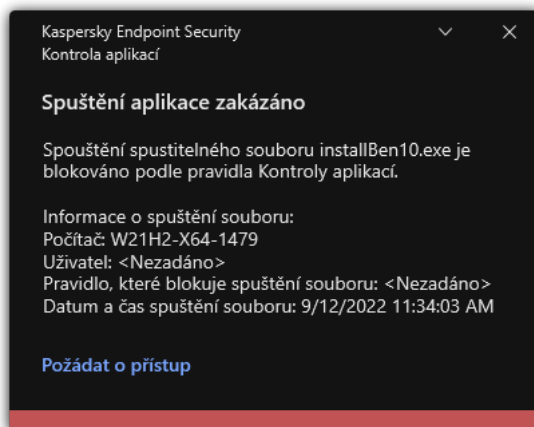 Kaspersky Endpoint Security
Kontrola aplikací
Spuštění aplikace zakázáno
Spouštění spustitelného souboru installBen10.exe je
blokováno podle pravidla Kontroly aplikací.
Informace o spuštění souboru:
Počítač: W21H2-X64-1479
Uživatel: <Nezadáno>
Pravidlo, které blokuje spuštění souboru: <Nezadáno>
Datum a čas spuštění souboru: 9/12/2022 11:34:03 AM
Požádat o přístup